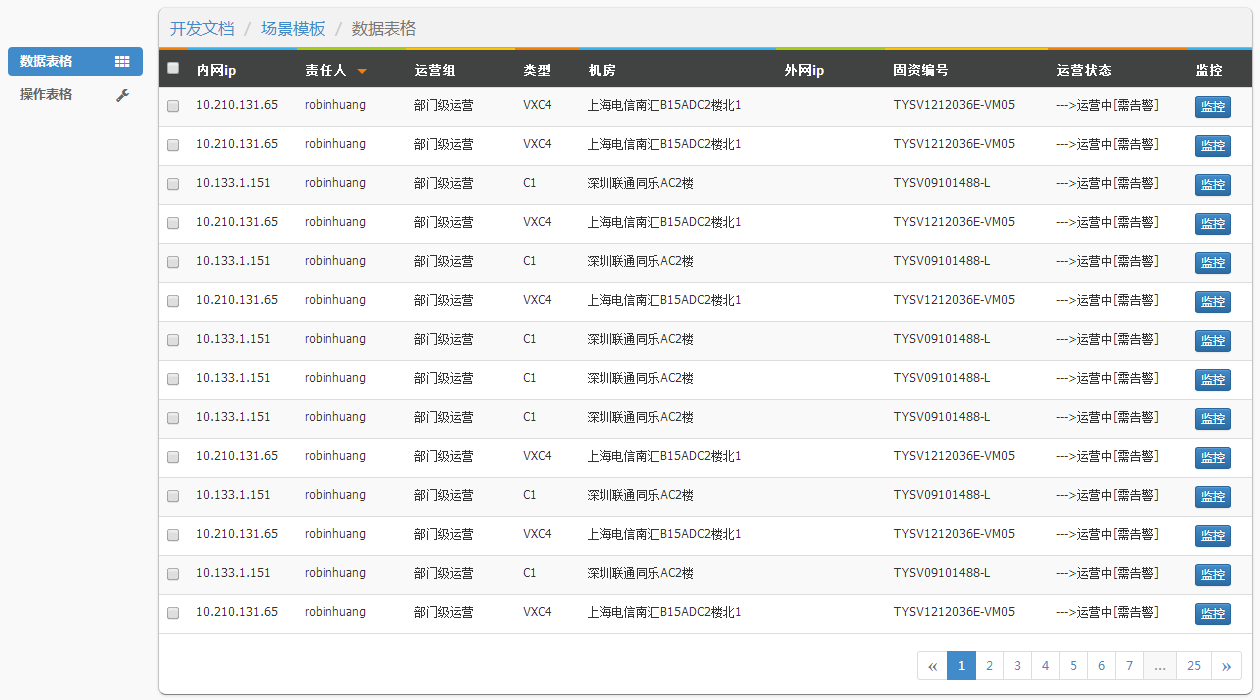 开发文档 / 场景模板 / 数据表格
数据表格
操作表格
内网ip 责任人 运营组 类型 机房 外网ip 固资编号 运营状态 监控
10.210.131.65 robinhuang 部门级运营 VXC4 上海电信南汇B15ADC2楼北1 TYSV1212036E-VM05 --->运营中[需告警] 监控
10.210.131.65 robinhuang 部门级运营 VXC4 上海电信南汇B15ADC2楼北1 TYSV1212036E-VM05 --->运营中[需告警] 监控
10.133.1.151 robinhuang 部门级运营 C1 深圳联通同乐AC2楼 TYSV09101488-L --->运营中[需告警] 监控
10.210.131.65 robinhuang 部门级运营 VXC4 上海电信南汇B15ADC2楼北1 TYSV1212036E-VM05 --->运营中[需告警] 监控
10.133.1.151 robinhuang 部门级运营 C1 深圳联通同乐AC2楼 TYSV09101488-L --->运营中[需告警] 监控
10.210.131.65 robinhuang 部门级运营 VXC4 上海电信南汇B15ADC2楼北1 TYSV1212036E-VM05 --->运营中[需告警] 监控
10.133.1.151 robinhuang 部门级运营 C1 深圳联通同乐AC2楼 TYSV09101488-L --->运营中[需告警] 监控
10.133.1.151 robinhuang 部门级运营 C1 深圳联通同乐AC2楼 TYSV09101488-L --->运营中[需告警] 监控
10.133.1.151 robinhuang 部门级运营 C1 深圳联通同乐AC2楼 TYSV09101488-L --->运营中[需告警] 监控
10.210.131.65 robinhuang 部门级运营 VXC4 上海电信南汇B15ADC2楼北1 TYSV1212036E-VM05 --->运营中[需告警] 监控
10.133.1.151 robinhuang 部门级运营 C1 深圳联通同乐AC2楼 TYSV09101488-L --->运营中[需告警] 监控
10.210.131.65 robinhuang 部门级运营 VXC4 上海电信南汇B15ADC2楼北1 TYSV1212036E-VM05 --->运营中[需告警] 监控
10.133.1.151 robinhuang 部门级运营 C1 深圳联通同乐AC2楼 TYSV09101488-L --->运营中[需告警] 监控
10.210.131.65 robinhuang 部门级运营 VXC4 上海电信南汇B15ADC2楼北1 TYSV1212036E-VM05 --->运营中[需告警] 监控
« 1 2 3 4 5 6 7 ... 25 »